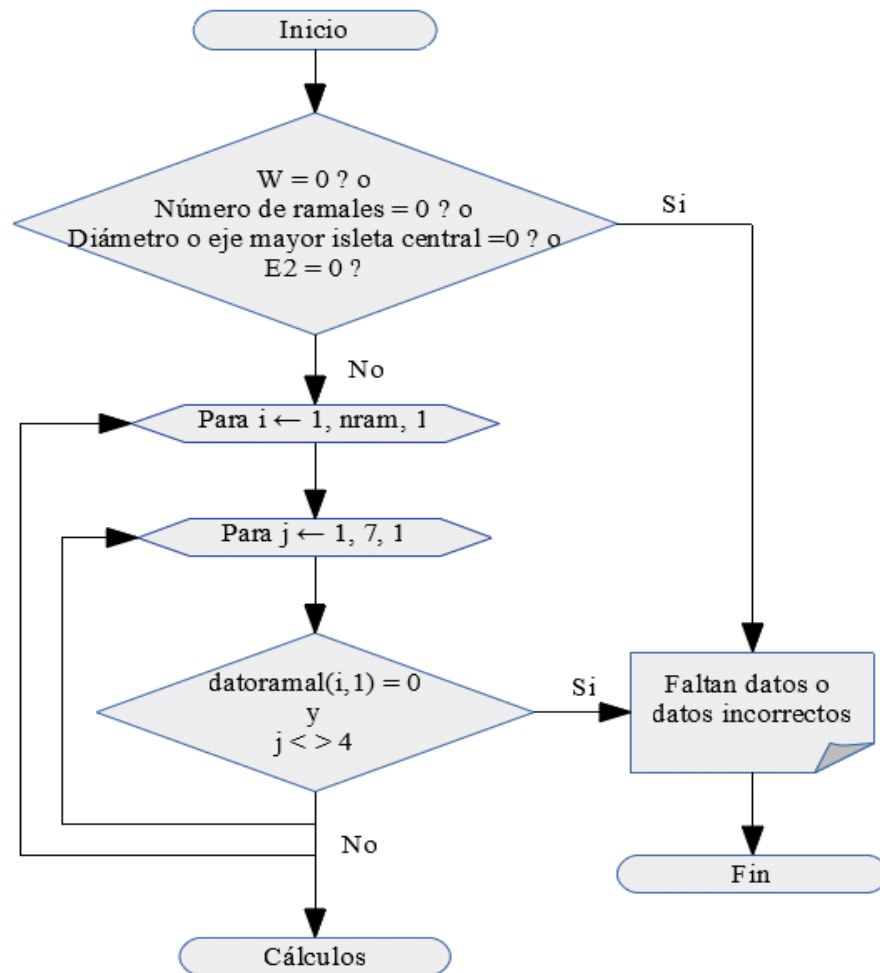 Inicio
W = 0 ? o
Número de ramales = 0 ? o
Diámetro o eje mayor isleta central =0 ? o
E2 = 0 ?
Si
No
Para i ← 1, nram, 1
Para j ← 1, 7, 1
datoramal(i,1) = 0
y
j < > 4
Si
Faltan datos o
datos incorrectos
No
Fin
Cálculos